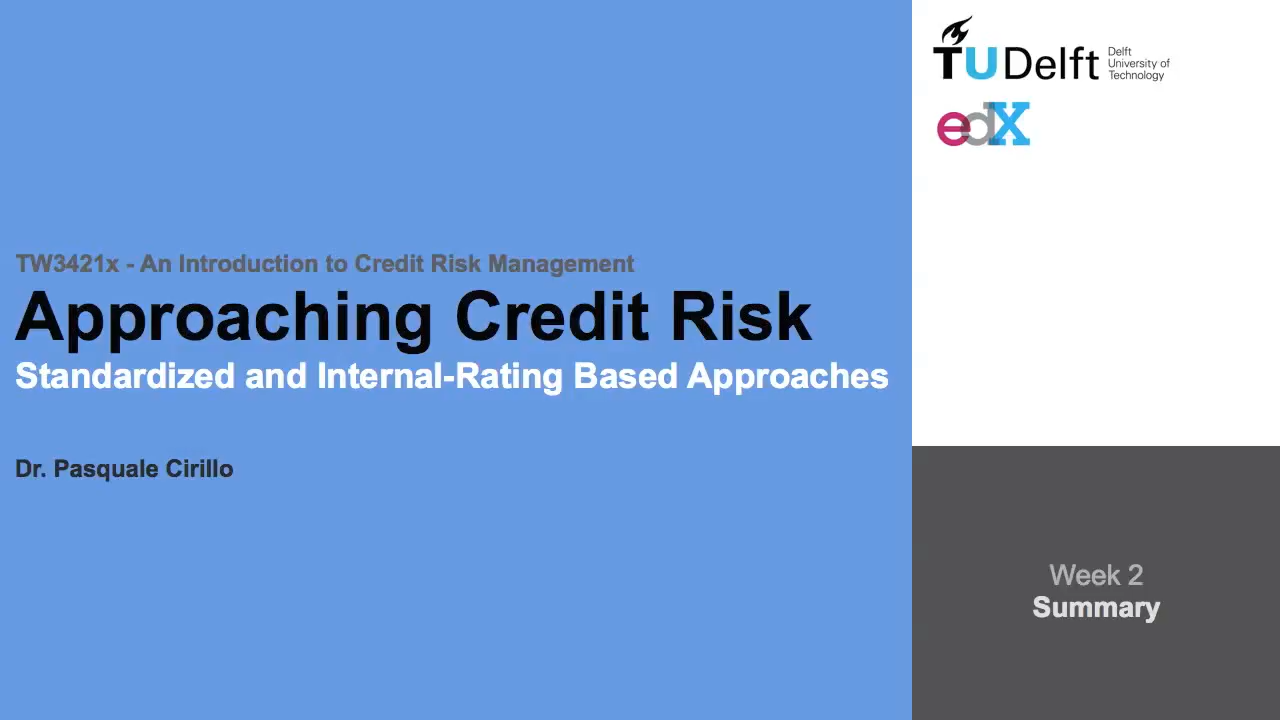 TW3421x - An Introduction to Credit Risk Management
Approaching Credit Risk
Standardized and Internal-Rating Based Approaches
Dr. Pasquale Cirillo
TUDelft
Delft
University of
Technology
edX
Week 2
Summary